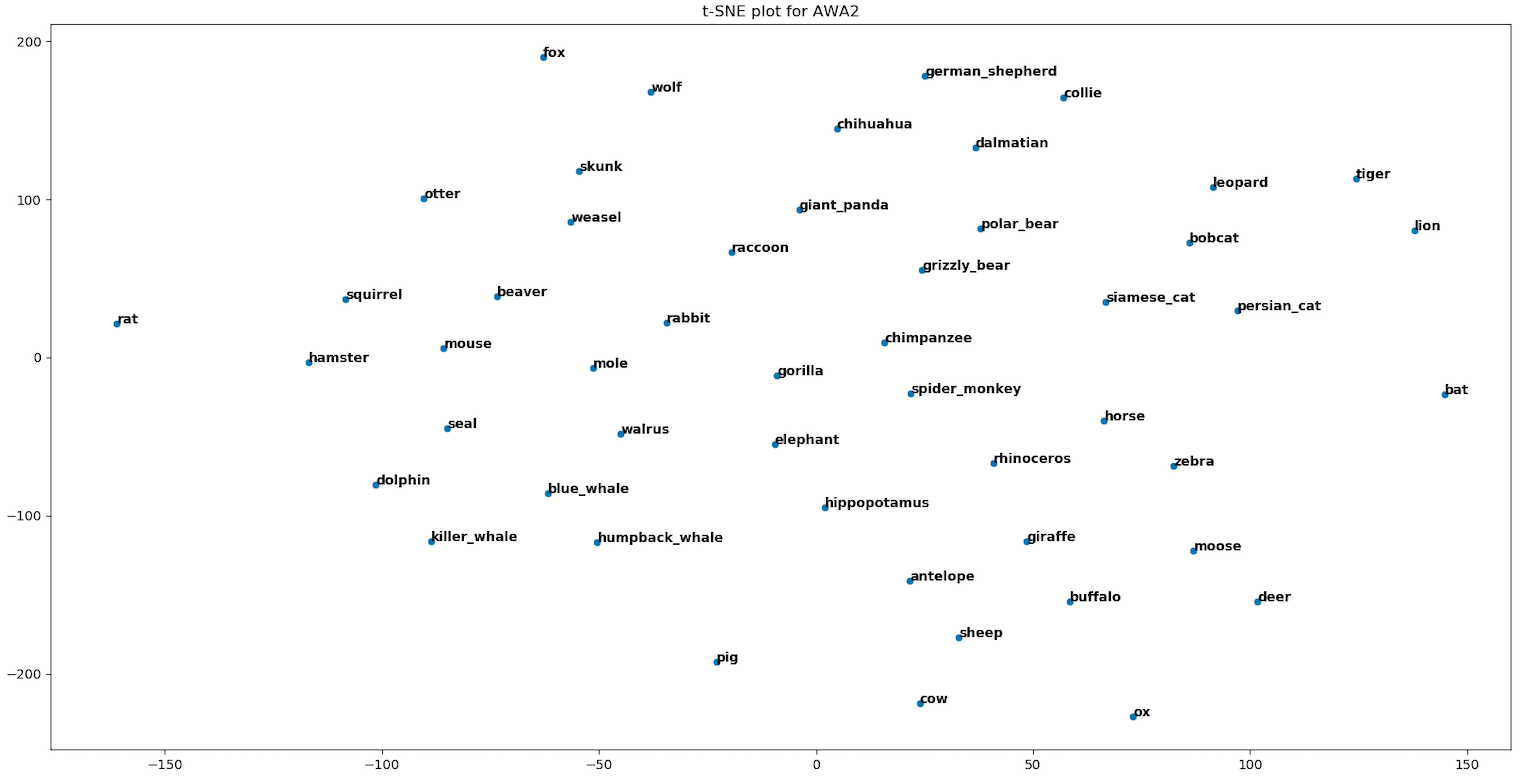 t-SNE plot for AWA2
200
100
0
−100
−200
fox
wolf
german_shepherd
collie
chihuahua
dalmatian
skunk
otter
leopard
tiger
giant_panda
weasel
polar_bear
lion
bobcat
raccoon
grizzly_bear
squirrel
beaver
siamese_cat
persian_cat
rat
rabbit
chimpanzee
mouse
hamster
mole
gorilla
spider_monkey
bat
horse
seal
walrus
elephant
rhinoceros
zebra
dolphin
blue_whale
hippopotamus
killer_whale
humpback_whale
giraffe
moose
antelope
buffalo
deer
sheep
pig
cow
ox
−150
−100
−50
0
50
100
150